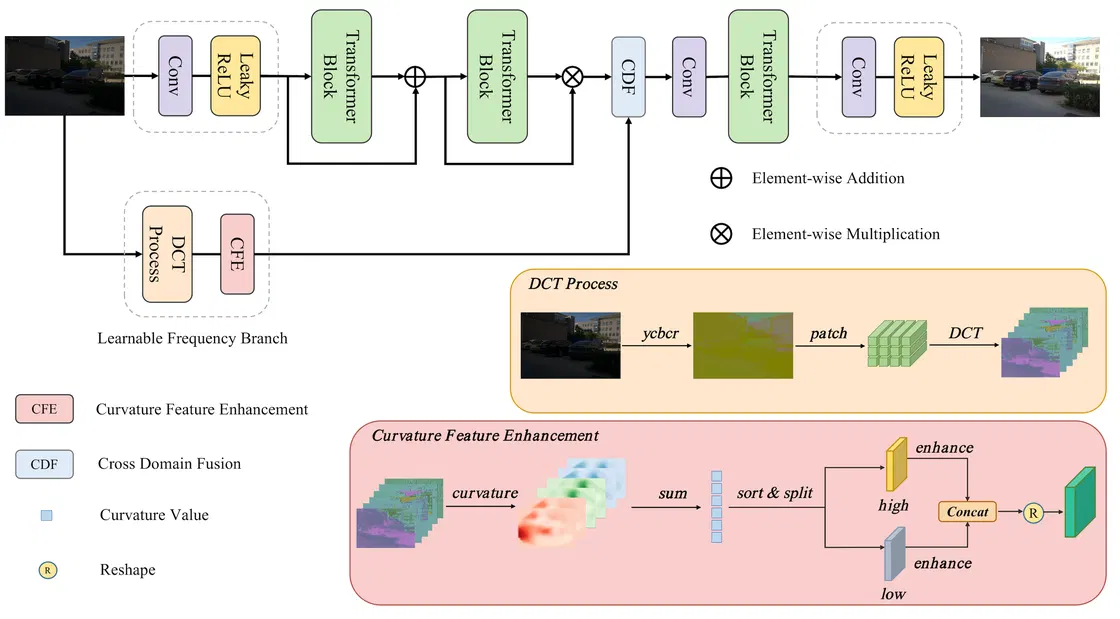 Conv
Leaky
ReLU
Transformer
Block
Transformer
Block
CDF
Conv
Transformer
Block
Conv
Leaky
ReLU
DCT
Process
CFE
Learnable Frequency Branch
Element-wise Addition
Element-wise Multiplication
DCT Process
ycbcr
patch
DCT
CFE
Curvature Feature Enhancement
CDF
Cross Domain Fusion
Curvature Value
R
Reshape
Curvature Feature Enhancement
curvature
sum
sort & split
enhance
high
Concat
R
enhance
low